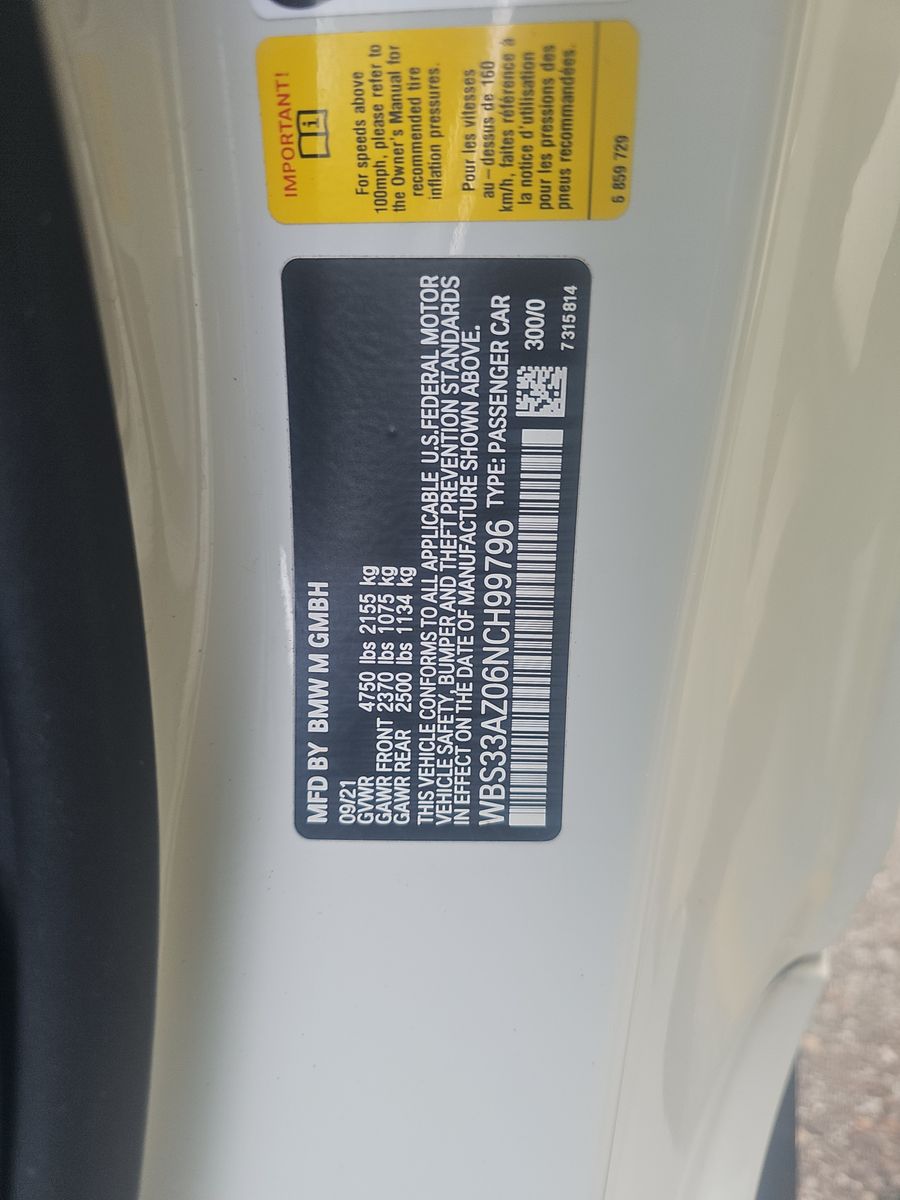 IMPORTANT!
i
For speeds above
100mph, please refer to
the Owner's Manual for
recommended tire
inflation pressures.
Pour les vitesses
au-dessus de 160
km/h, faites référence à
la notice d'utilisation
pour les pressions des
pneus recommandées.
6 859 729
MFD BY BMW M GMBH
09/21
GVWR 4750 lbs 2155 kg
GAWR FRONT 2370 lbs 1075 kg
GAWR REAR 2500 lbs 1134 kg
THIS VEHICLE CONFORMS TO ALL APPLICABLE U.S.FEDERAL MOTOR
VEHICLE SAFETY, BUMPER AND THEFT PREVENTION STANDARDS
IN EFFECT ON THE DATE OF MANUFACTURE SHOWN ABOVE.
WBS33AZ06NCH99796 TYPE: PASSENGER CAR
300/0
7315814